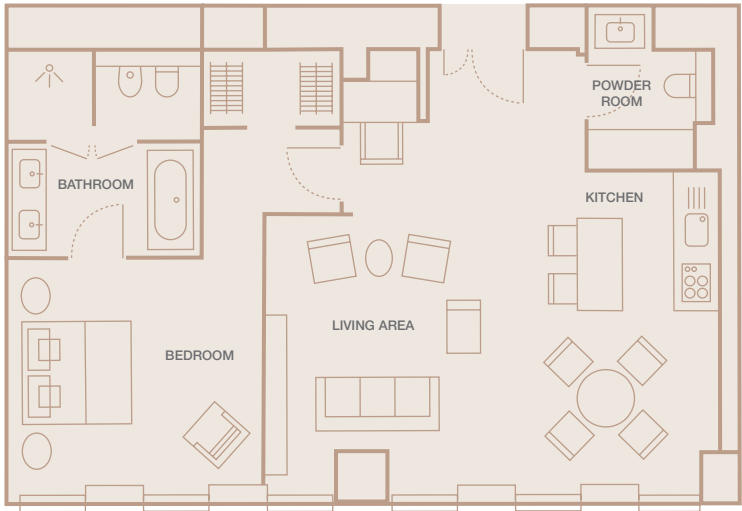 POWDER
ROOM
BATHROOM
KITCHEN
LIVING AREA
BEDROOM